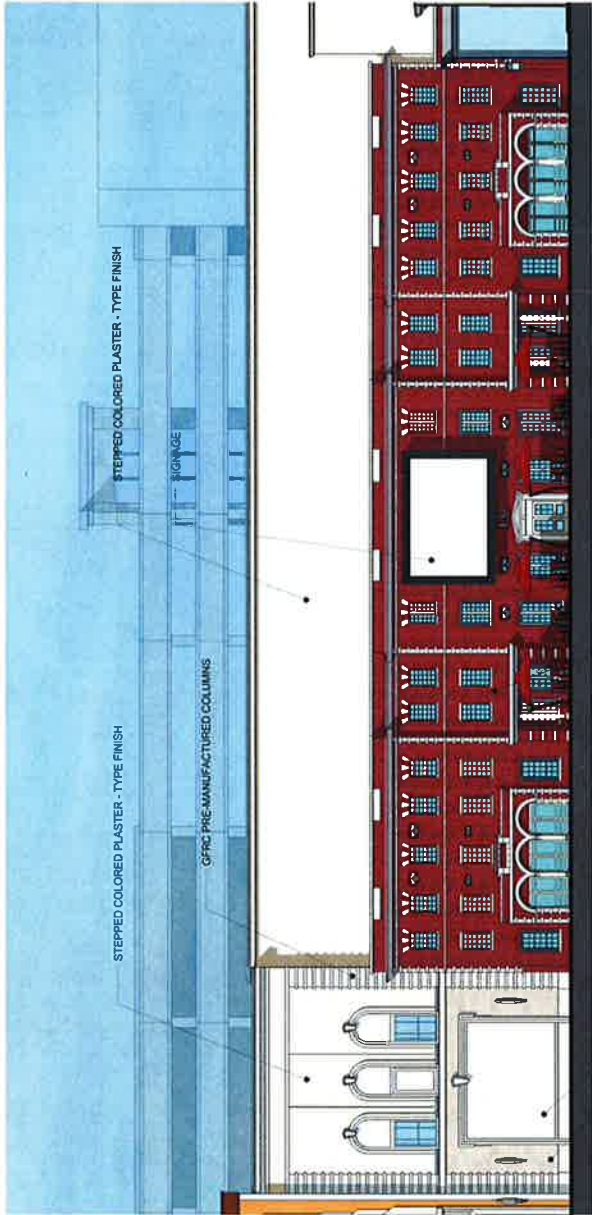 STEPPED COLORED PLASTER - TYPE FINISH
GFRC PRE-MANUFACTURED COLUMNS
SIGNAGE
STEPPED COLORED PLASTER - TYPE FINISH